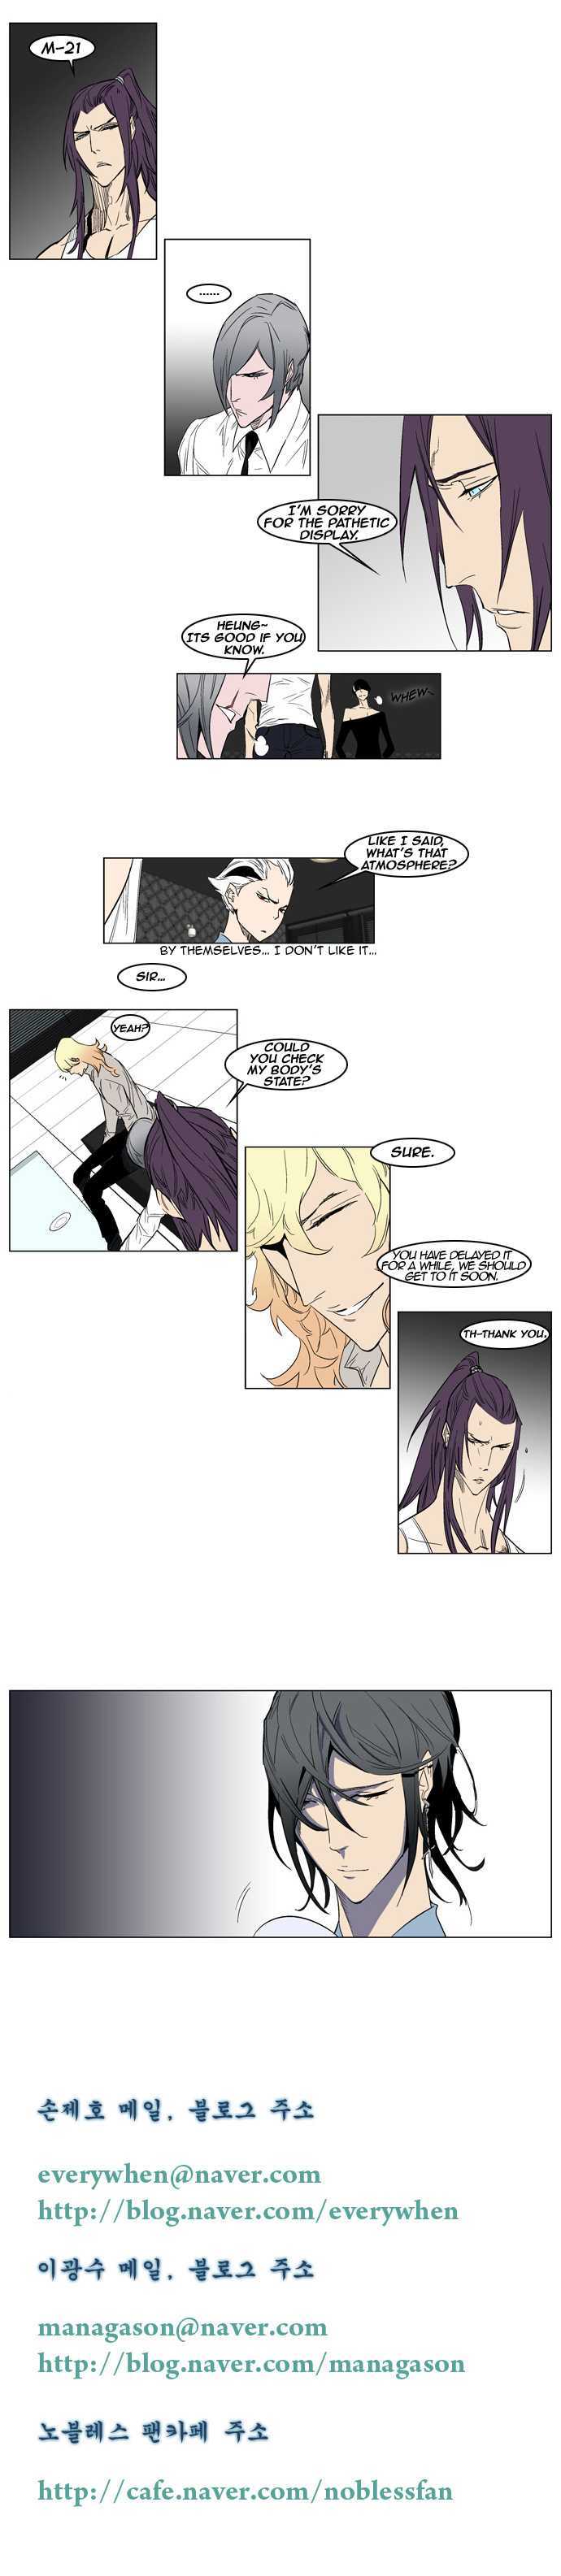 M-21
......
I'M SORRY
FOR THE PATHETIC
DISPLAY.
HEUNG~
ITS GOOD IF YOU
KNOW.
WHEW~
LIKE I SAID,
WHAT'S THAT
ATMOSPHERE?
BY THEMSELVES... I DON'T LIKE IT...
SIR...
YEAH?
COULD
YOU CHECK
MY BODY'S
STATE?
SURE.
YOU HAVE DELAYED IT
FOR A WHILE, WE SHOULD
GET TO IT SOON.
TH-THANK YOU.
손제호 메일, 블로그 주소
everywhen@naver.com
http://blog.naver.com/everywhen
이광수 메일, 블로그 주소
managason@naver.com
http://blog.naver.com/managason
노블레스 팬카페 주소
http://cafe.naver.com/noblessfan